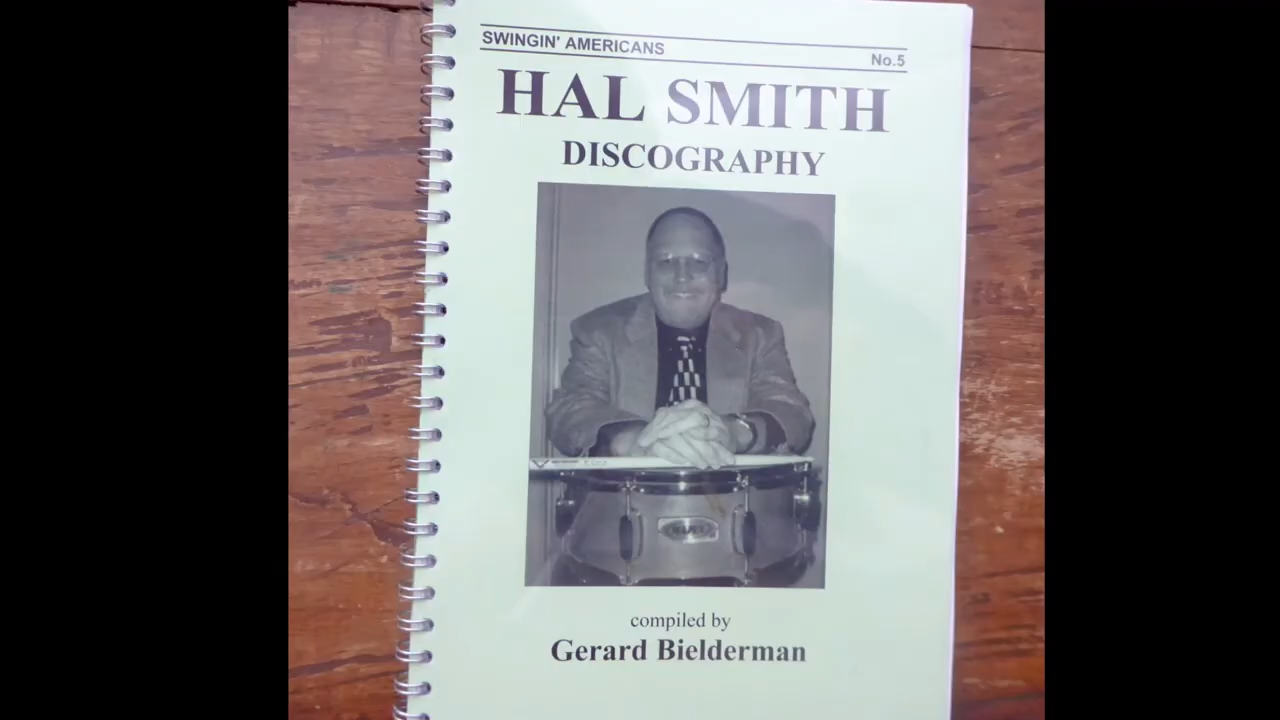 SWINGIN' AMERICANS
No.5
HAL SMITH
DISCOGRAPHY
compiled by
Gerard Bielderman